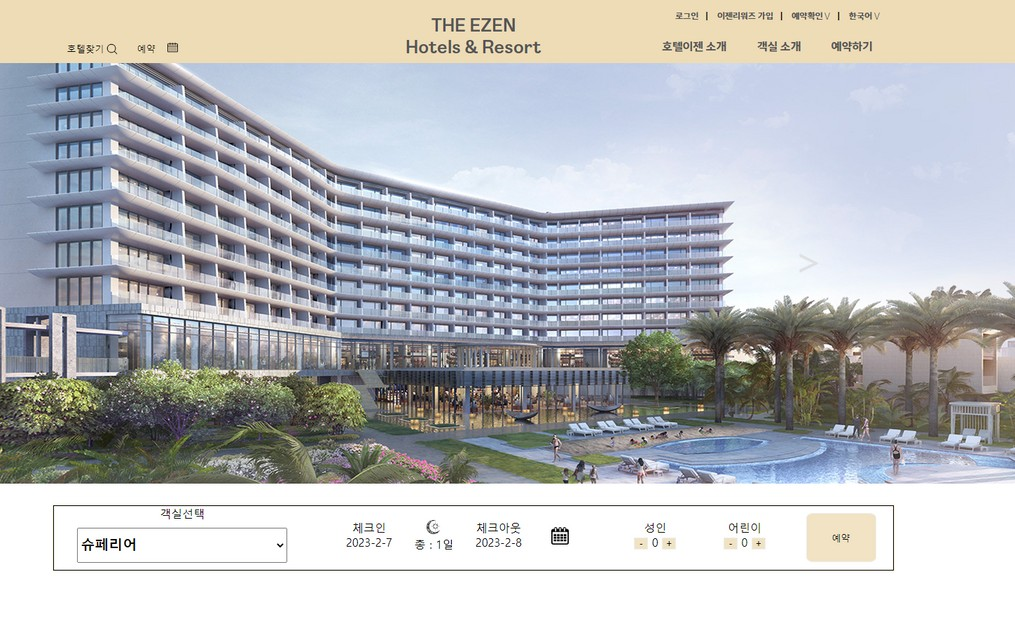 로그인 | 이젠리워즈 가입 | 예약확인 V | 한국어 V
THE EZEN
Hotels & Resort
호텔찾기 예약
호텔이젠 소개 객실 소개 예약하기
>
객실선택
슈페리어
체크인 체크아웃 성인 어린이
2023-2-7 총 : 1일 2023-2-8 - 0 + - 0 +
예약